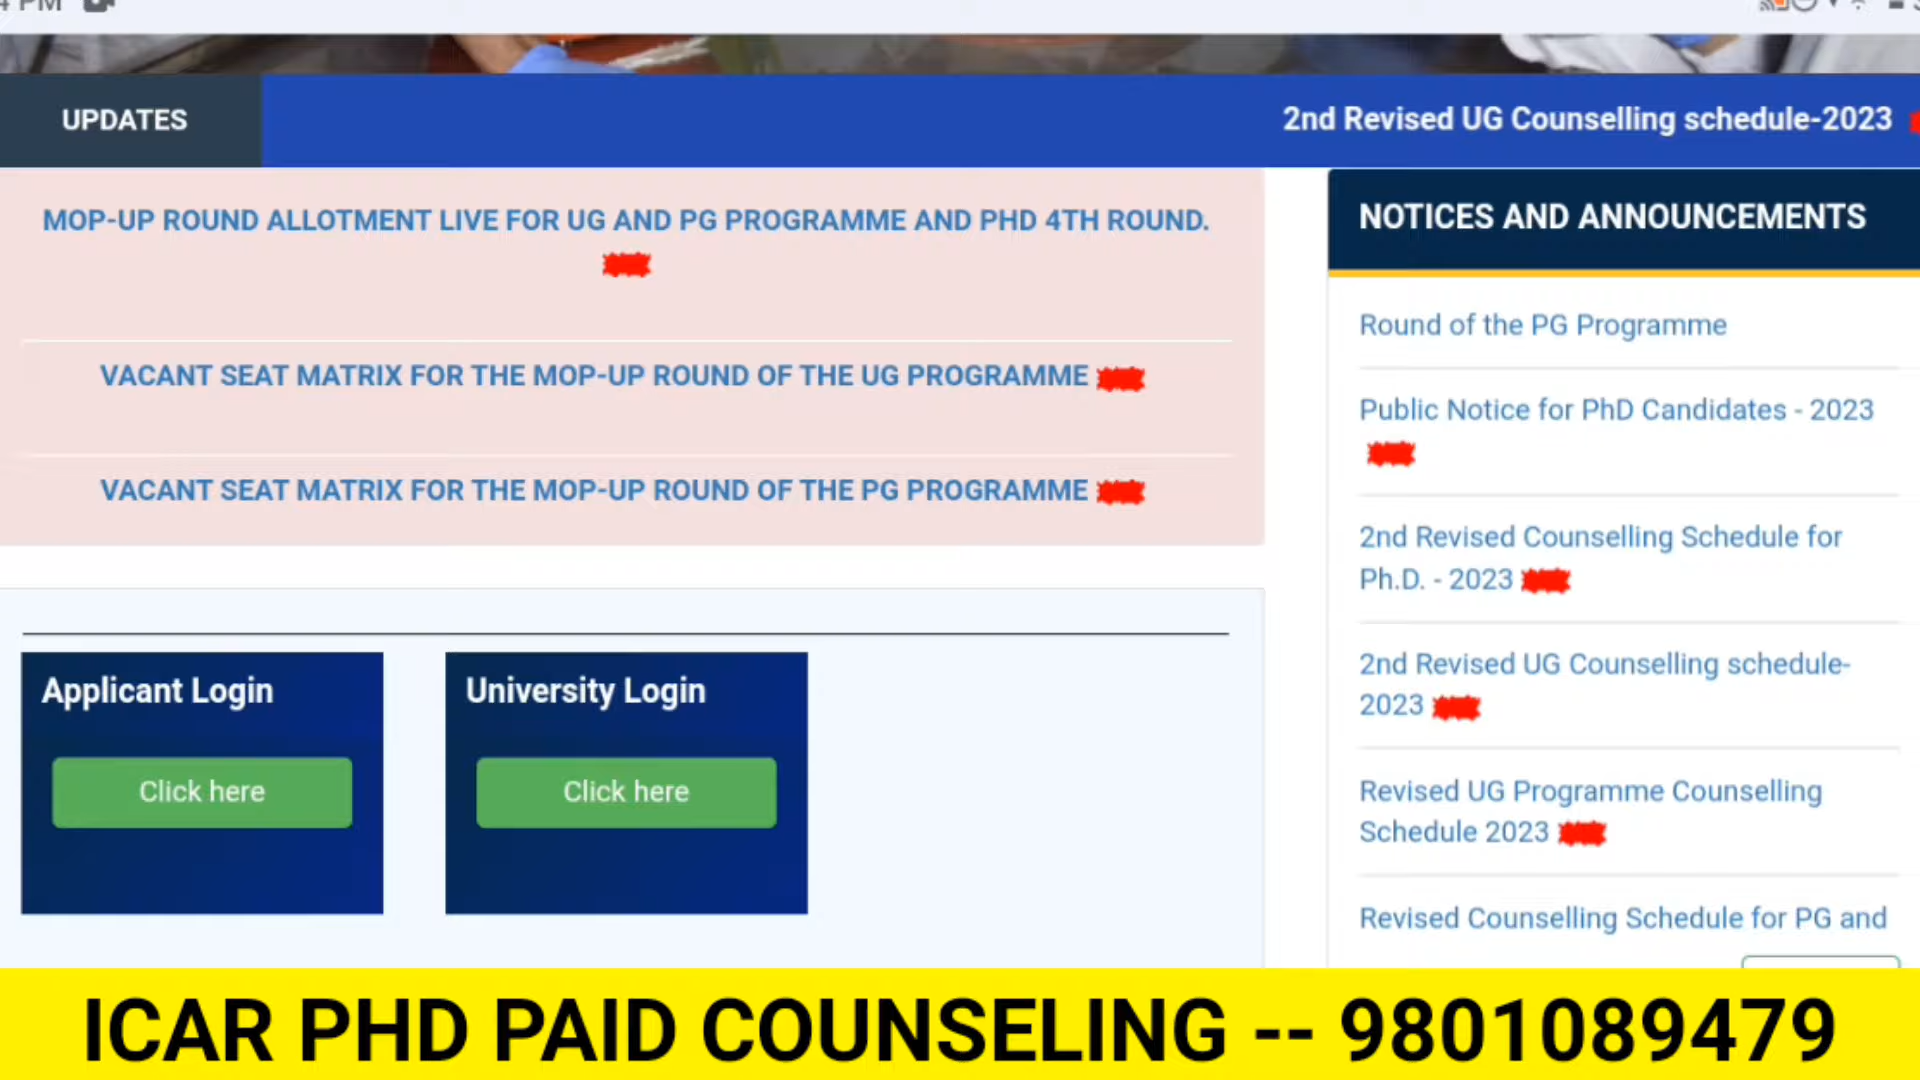 4 PM
UPDATES
2nd Revised UG Counselling schedule-2023
MOP-UP ROUND ALLOTMENT LIVE FOR UG AND PG PROGRAMME AND PHD 4TH ROUND.
VACANT SEAT MATRIX FOR THE MOP-UP ROUND OF THE UG PROGRAMME
VACANT SEAT MATRIX FOR THE MOP-UP ROUND OF THE PG PROGRAMME
Applicant Login
Click here
University Login
Click here
NOTICES AND ANNOUNCEMENTS
Round of the PG Programme
Public Notice for PhD Candidates - 2023
2nd Revised Counselling Schedule for
Ph.D. - 2023
2nd Revised UG Counselling schedule-
2023
Revised UG Programme Counselling
Schedule 2023
Revised Counselling Schedule for PG and
ICAR PHD PAID COUNSELING -- 9801089479